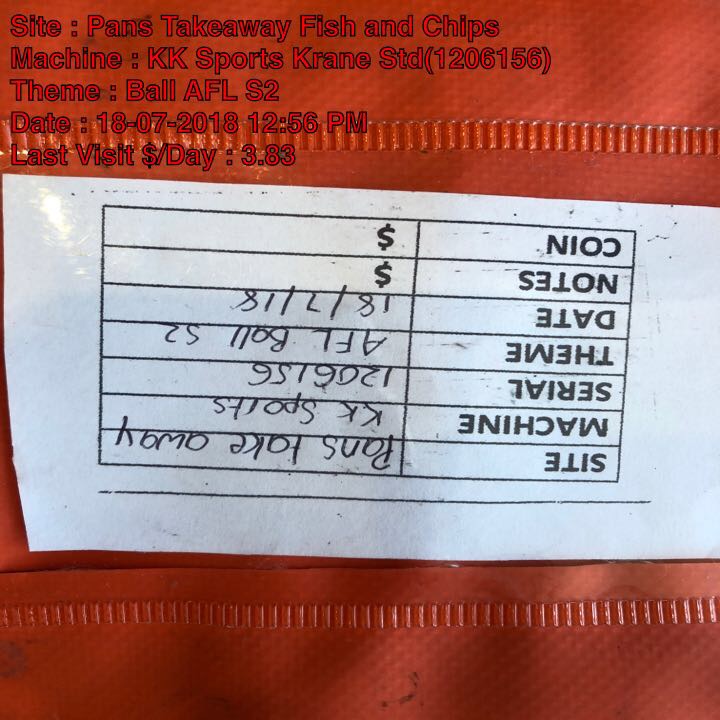 Site : Pans Takeaway Fish and Chips
Machine : KK Sports Krane Std(1206156)
Theme : Ball AFL S2
Date : 18-07-2018 12:56 PM
Last Visit $/Day : 3.83
SITE Pans take away
MACHINE KK Sports
SERIAL 1206156
THEME AFL Ball S2
DATE 18/7/18
NOTES $
COIN $